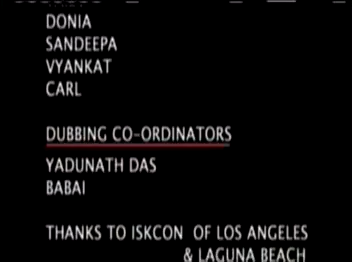 DONIA
SANDEEPA
VYANKAT
CARL
DUBBING CO-ORDINATORS
YADUNATH DAS
BABAI
THANKS TO ISKCON OF LOS ANGELES
& LAGUNA BEACH